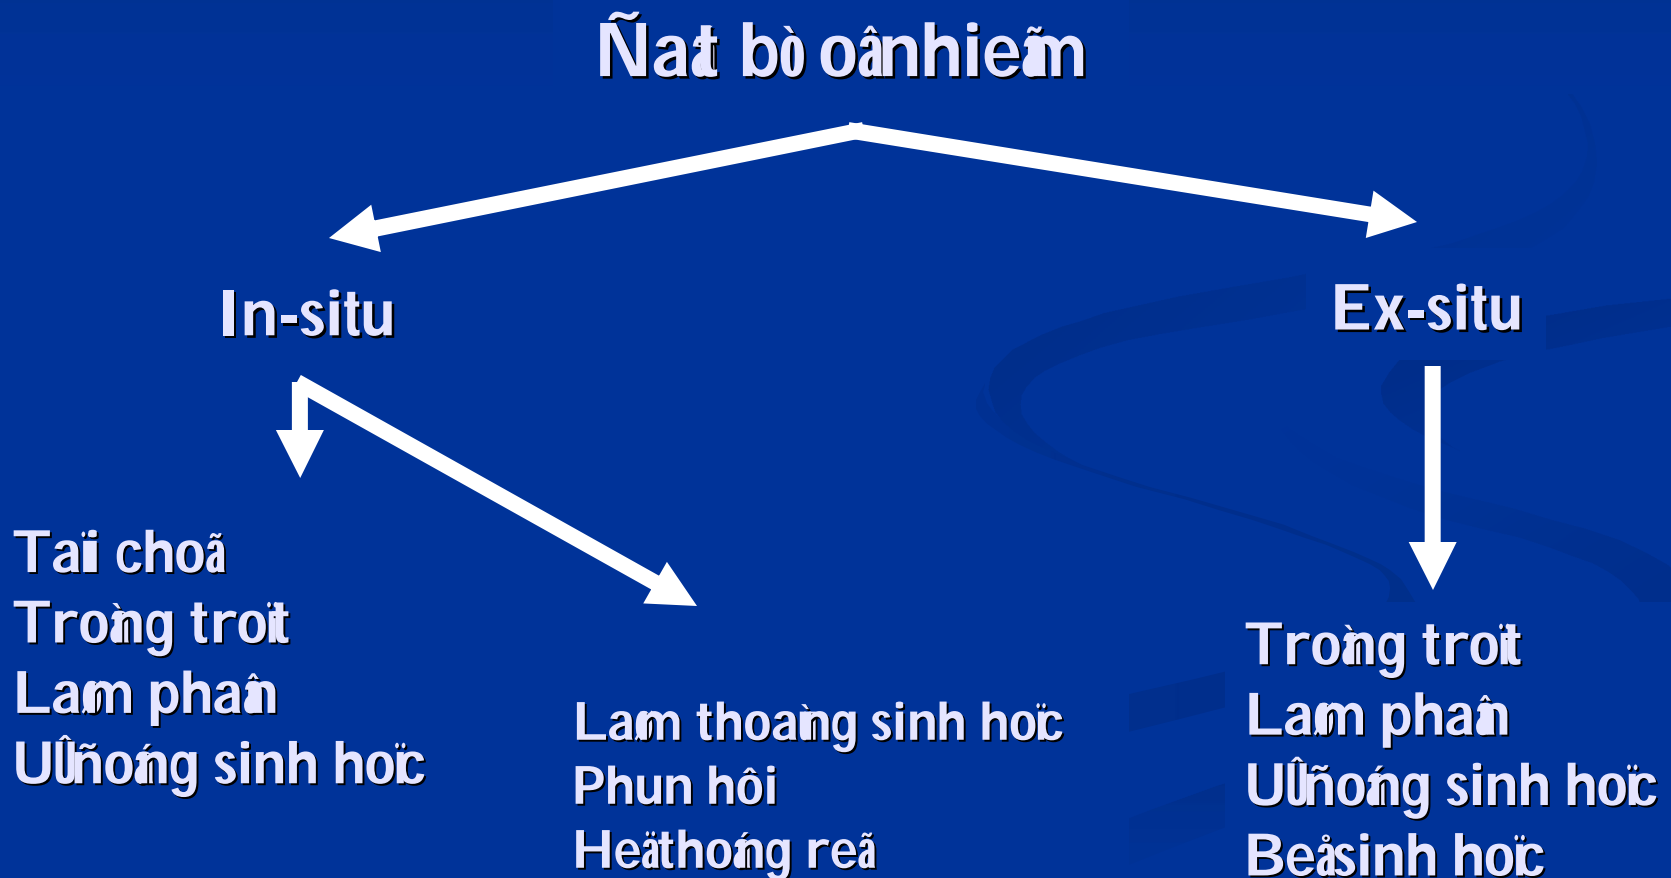 Ñaát bò oâ nhieãm
In-situ
Ex-situ
Taïi choã
Troàng troït
Laøm phaân
UÛ ñoáng sinh hoïc
Laøm thoaùng sinh hoïc
Phun hôi
Heä thoáng reã
Troàng troït
Laøm phaân
UÛ ñoáng sinh hoïc
Beå sinh hoïc